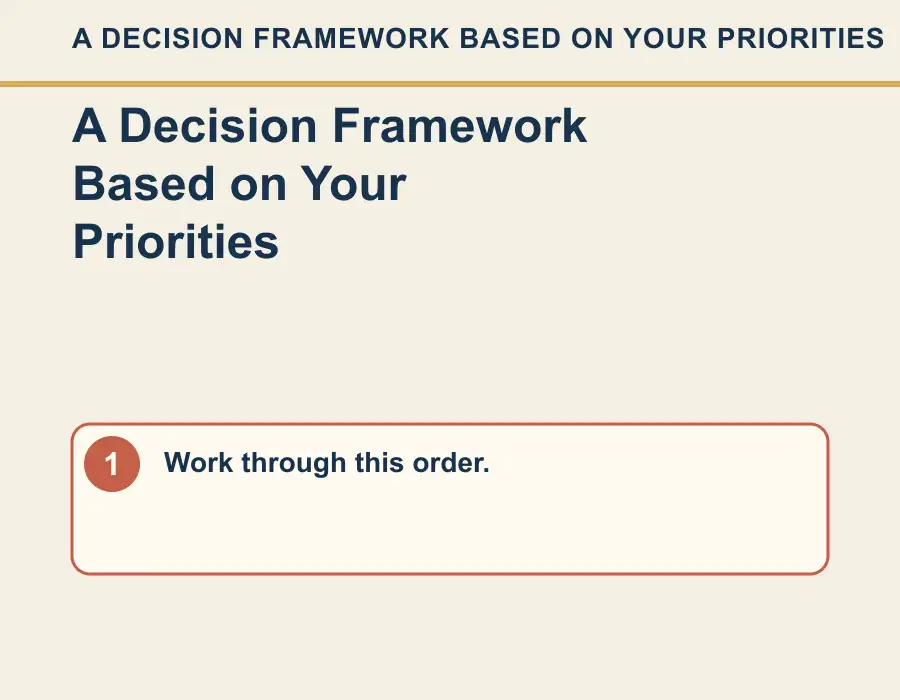 A DECISION FRAMEWORK BASED ON YOUR PRIORITIES
A Decision Framework
Based on Your
Priorities
1 Work through this order.